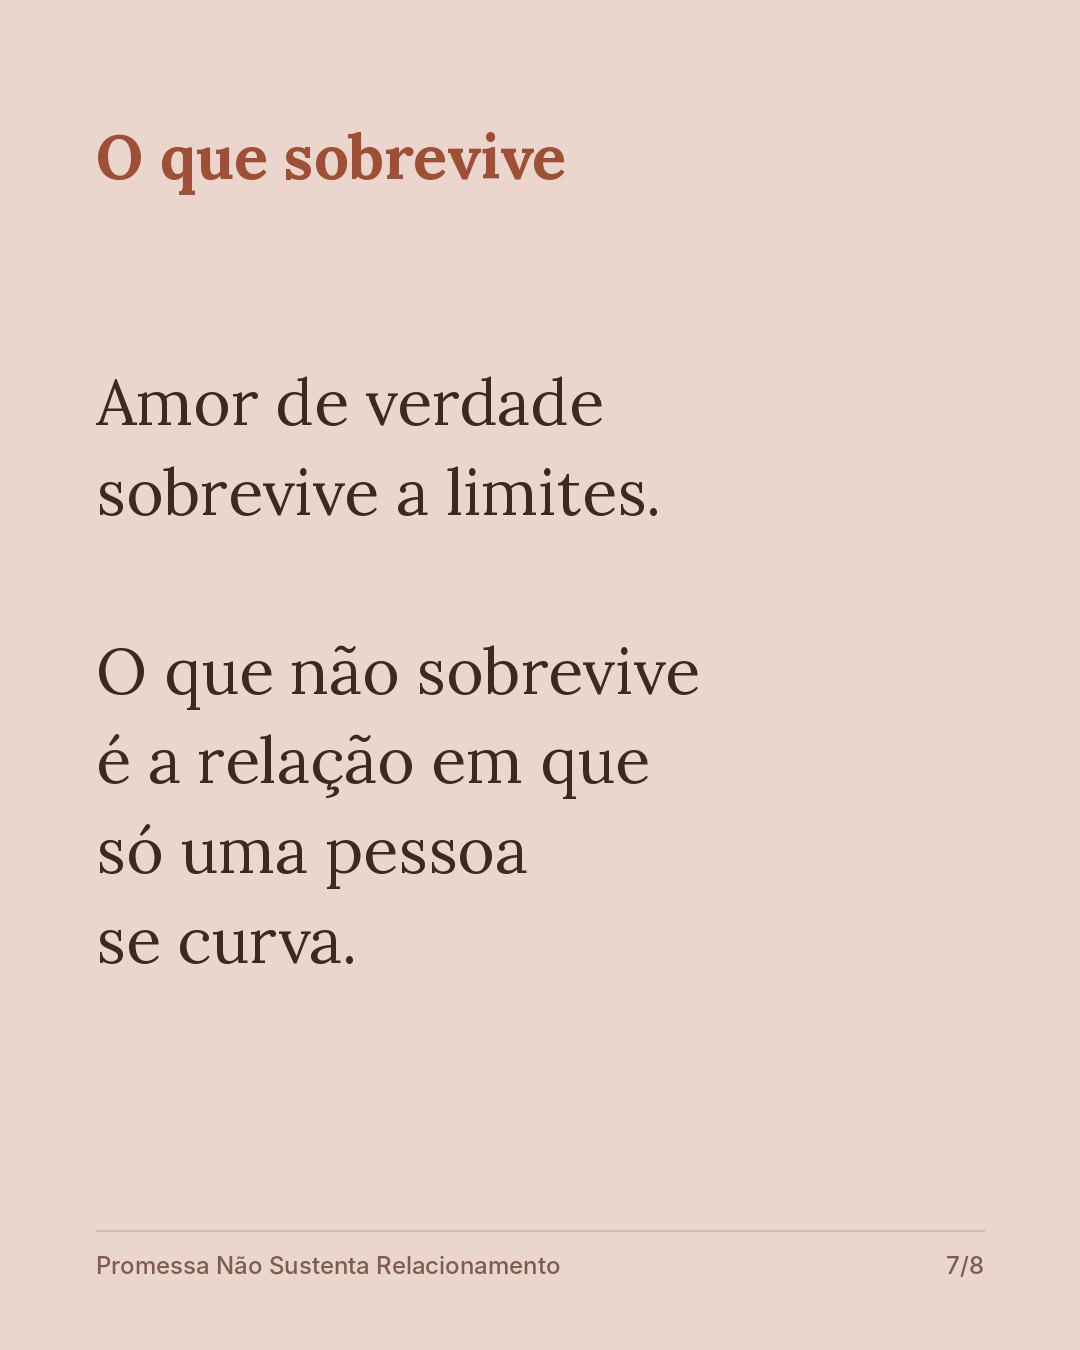 O que sobrevive
Amor de verdade
sobrevive a limites.
O que não sobrevive
é a relação em que
só uma pessoa
se curva.
Promessa Não Sustenta Relacionamento
7/8